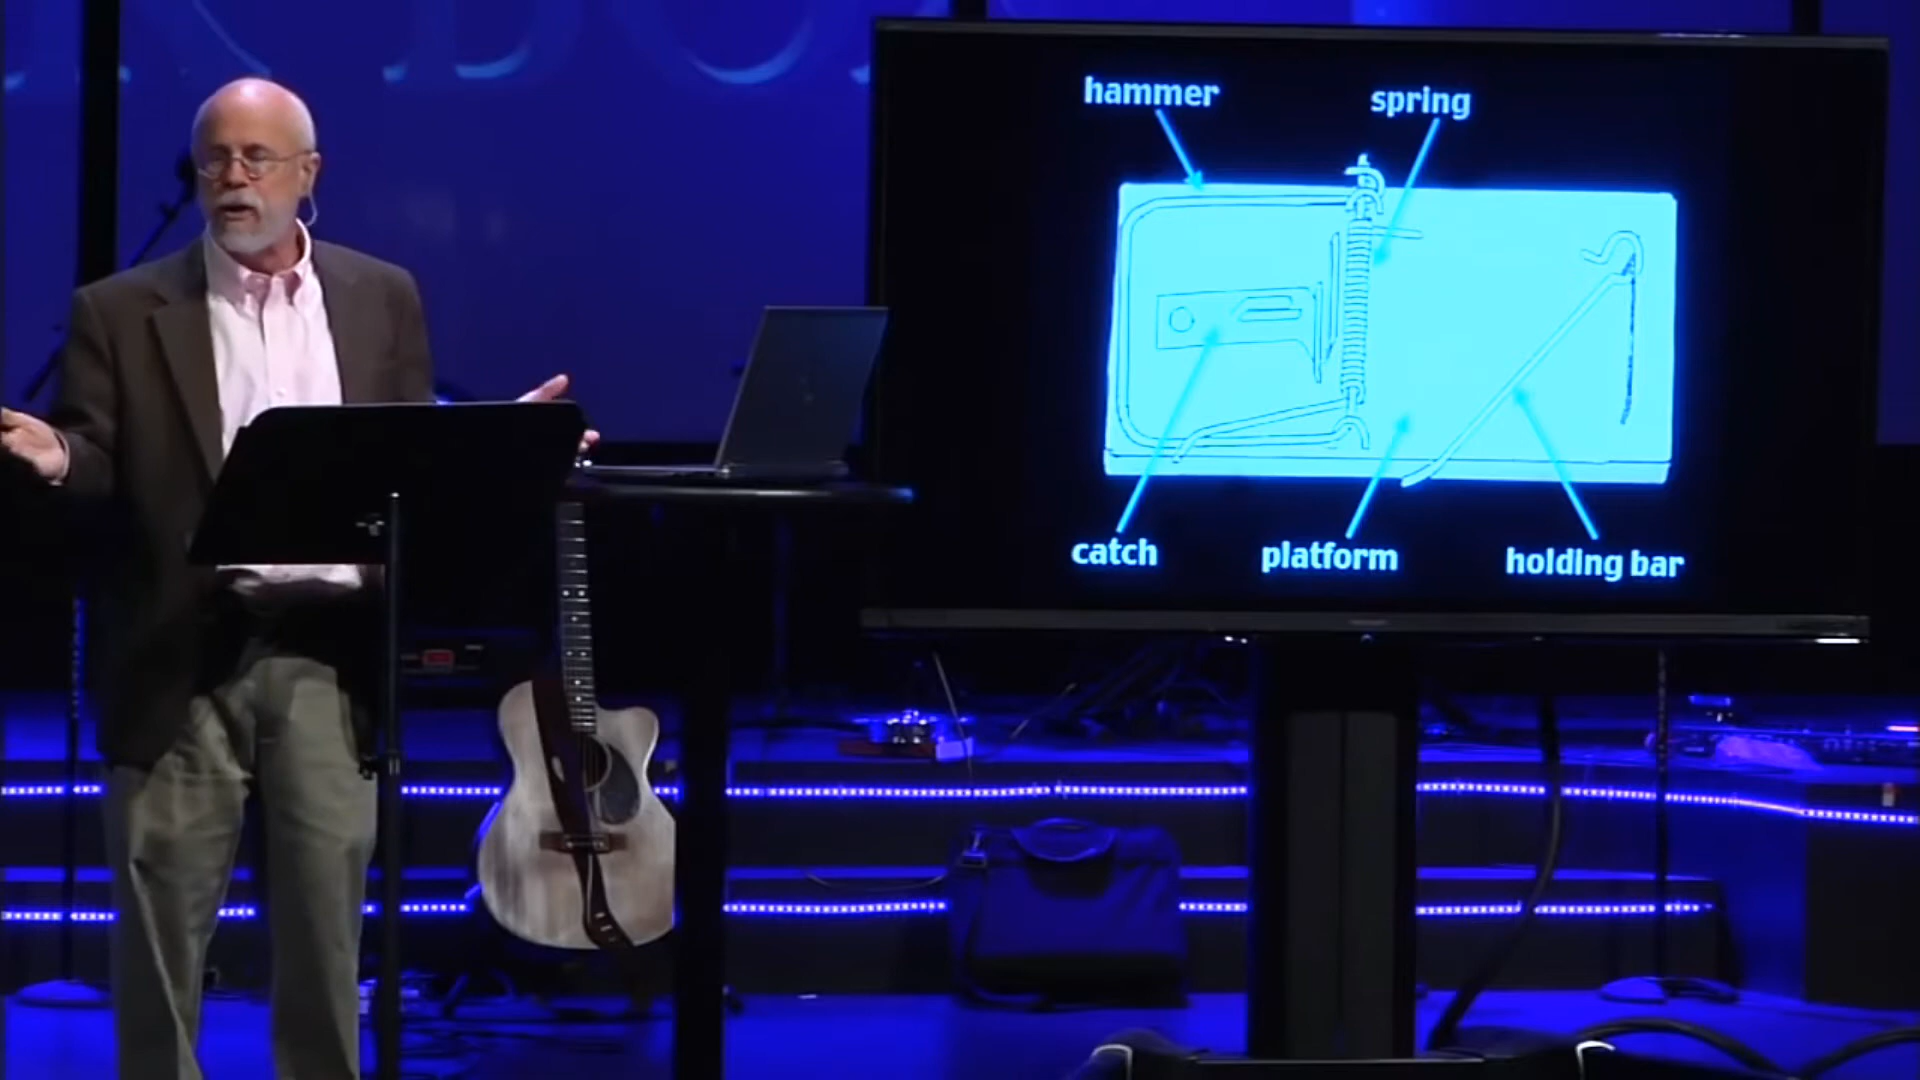 hammer
spring
catch
platform
holding bar